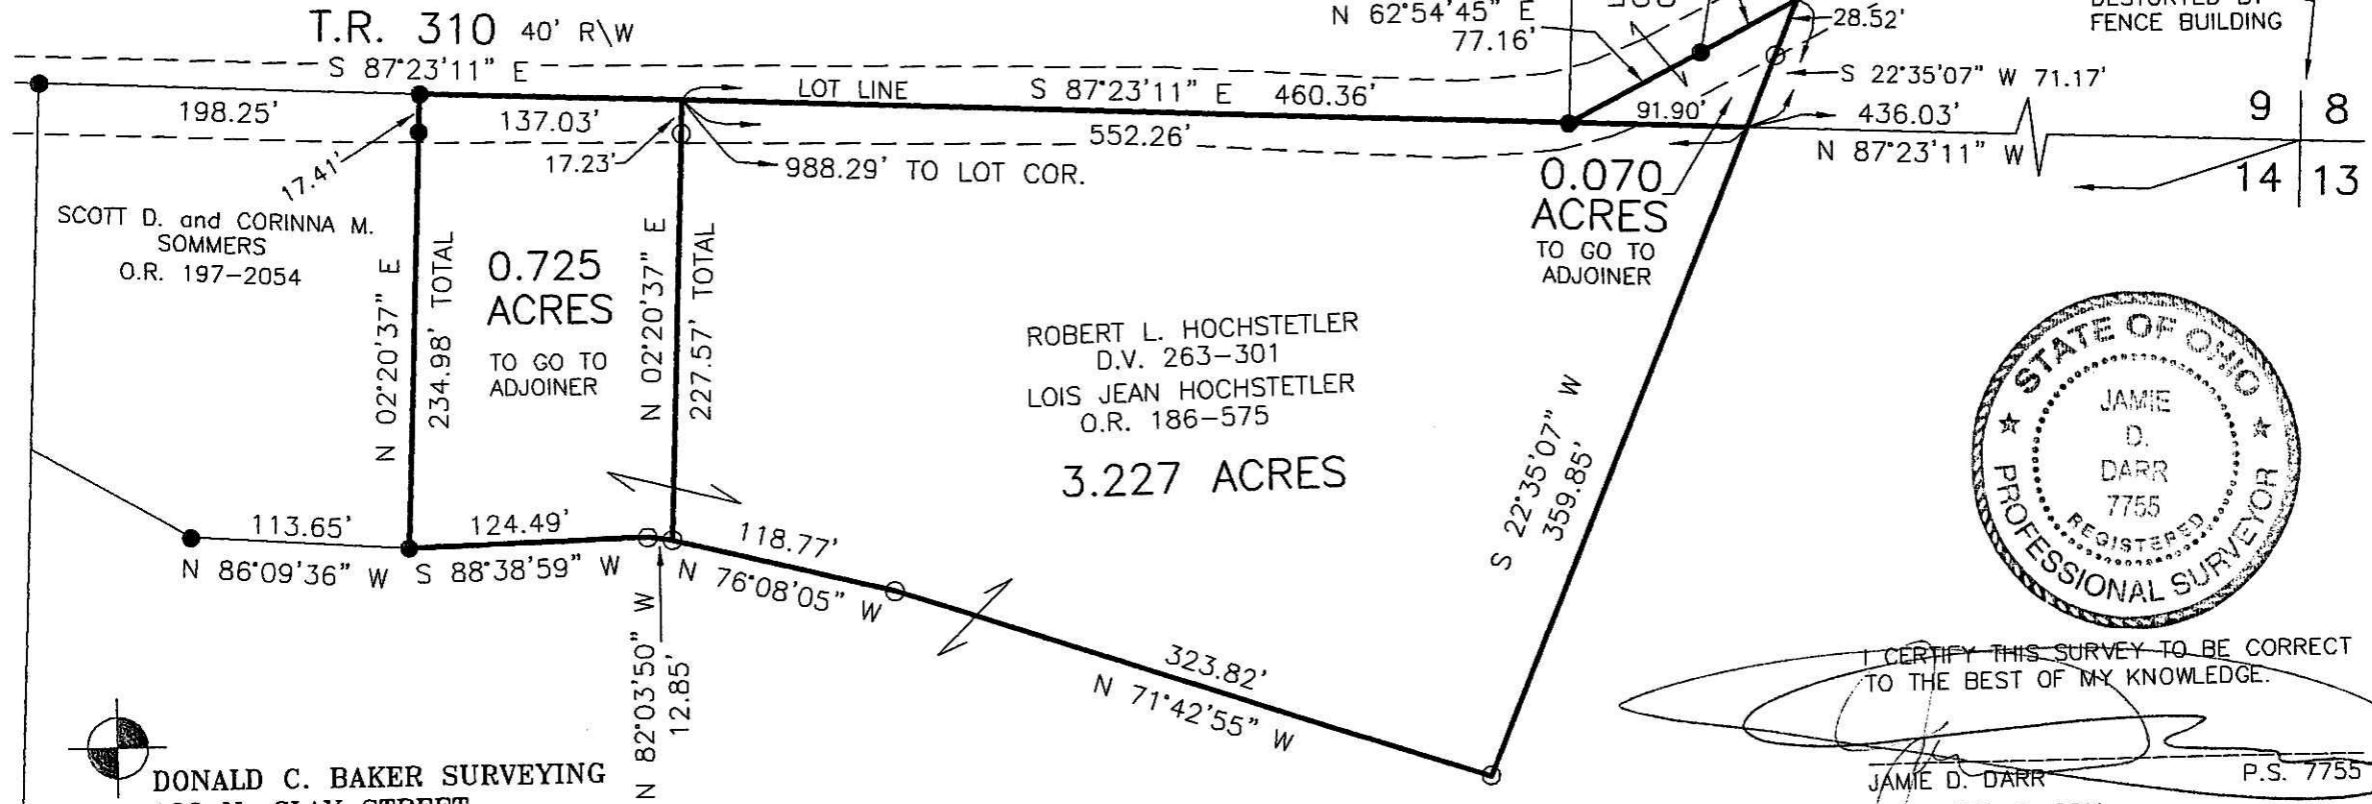 T.R. 310 40' R\W
S 87°23'11" E
198.25'
17.41'
137.03'
17.23'
LOT LINE
S 87°23'11" E 460.36'
552.26'
988.29' TO LOT COR.
N 62°54'45" E
77.16'
28.52'
FENCE BUILDING
S 22°35'07" W 71.17'
91.90'
436.03'
N 87°23'11" W
9 8
14 13
0.070
ACRES
TO GO TO
ADJOINER
SCOTT D. and CORINNA M.
SOMMERS
O.R. 197-2054
N 02°20'37" E
234.98' TOTAL
0.725
ACRES
TO GO TO
ADJOINER
N 02°20'37" E
227.57' TOTAL
ROBERT L. HOCHSTETLER
D.V. 263-301
LOIS JEAN HOCHSTETLER
O.R. 186-575
3.227 ACRES
S 22°35'07" W
359.85'
113.65'
N 86°09'36" W
124.49'
S 88°38'59" W
N 82°03'50" W
12.85'
118.77'
N 76°08'05" W
323.82'
N 71°42'55" W
STATE OF OHIO
JAMIE
D.
DARR
7755
REGISTERED
PROFESSIONAL SURVEYOR
I CERTIFY THIS SURVEY TO BE CORRECT
TO THE BEST OF MY KNOWLEDGE.
JAMIE D. DARR P.S. 7755
DONALD C. BAKER SURVEYING